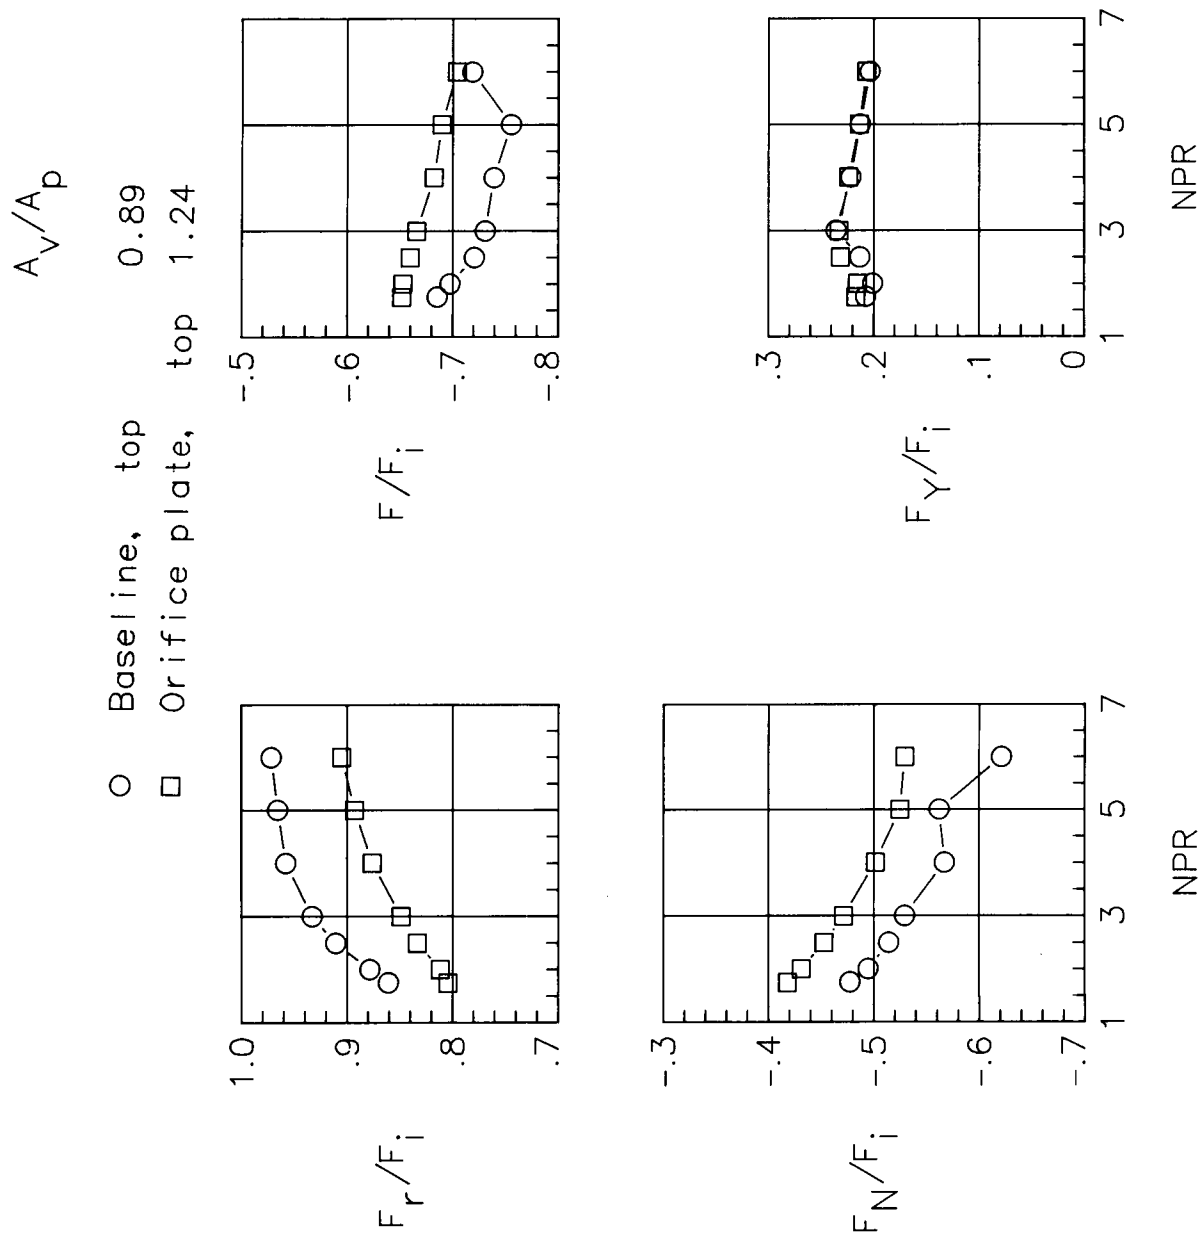 A_v/A_p
Baseline, top 0.89
Orifice plate, top 1.24
F_r/F_i
1.0
.9
.8
.7
F/F_i
-.5
-.6
-.7
-.8
F_N/F_i
-.3
-.4
-.5
-.6
-.7
1 3 5 7
NPR
F_Y/F_i
.3
.2
.1
0
1 3 5 7
NPR